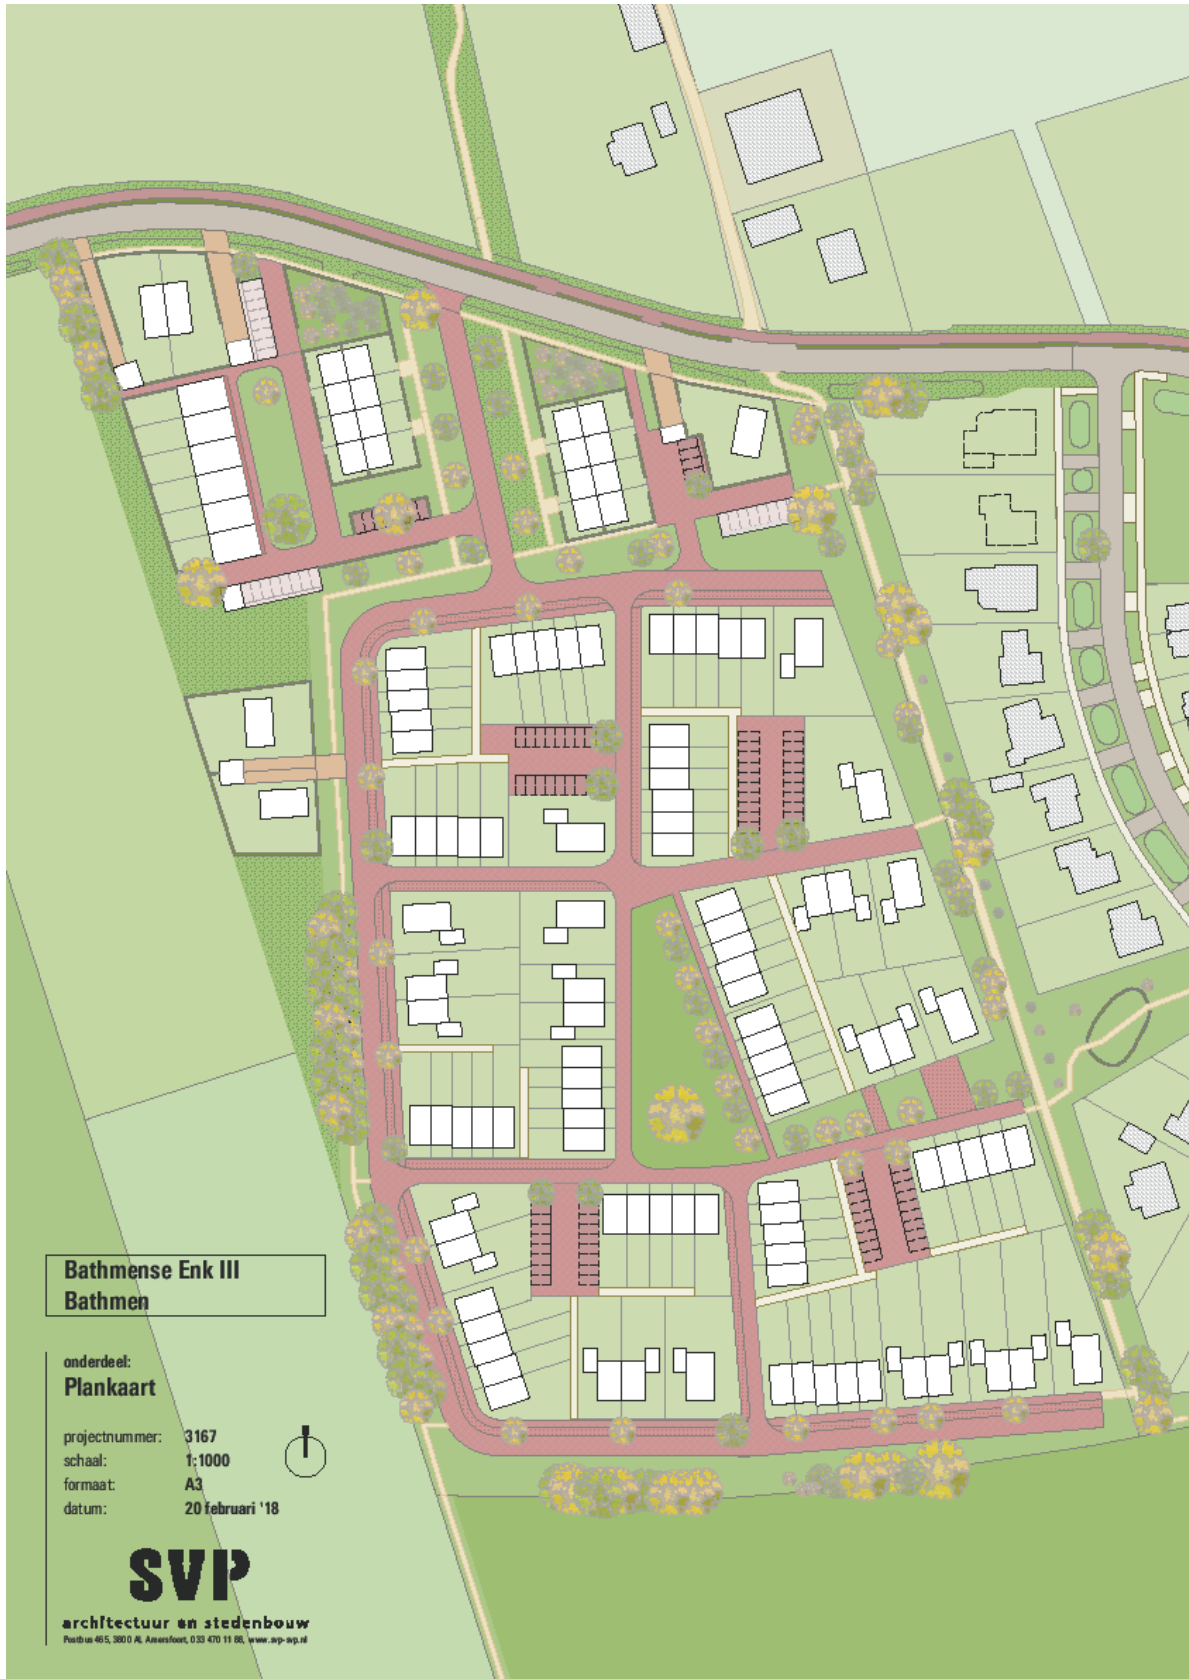 Bathmense Enk III
Bathmen
onderdeel:
Plankaart
projectnummer: 3167
schaal: 1:1000
formaat: A3
datum: 20 februari '18
SVP
architectuur en stedenbouw
Postbus 465, 3800 AL Amersfoort, 033 470 11 88, www.svp-svp.nl